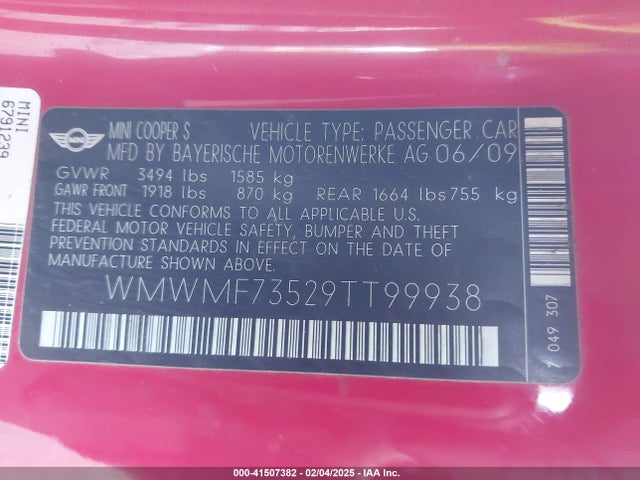 MINI
6791239
MINI
MINI COOPER S VEHICLE TYPE: PASSENGER CAR
MFD BY BAYERISCHE MOTORENWERKE AG 06/09
GVWR 3494 lbs 1585 kg
GAWR FRONT 1918 lbs 870 kg REAR 1664 lbs 755 kg
THIS VEHICLE CONFORMS TO ALL APPLICABLE U.S.
FEDERAL MOTOR VEHICLE SAFETY, BUMPER AND THEFT
PREVENTION STANDARDS IN EFFECT ON THE DATE OF
MANUFACTURE SHOWN ABOVE.
WMWMF73529TT99938
7 049 307
000-41507382 - 02/04/2025 - IAA Inc.